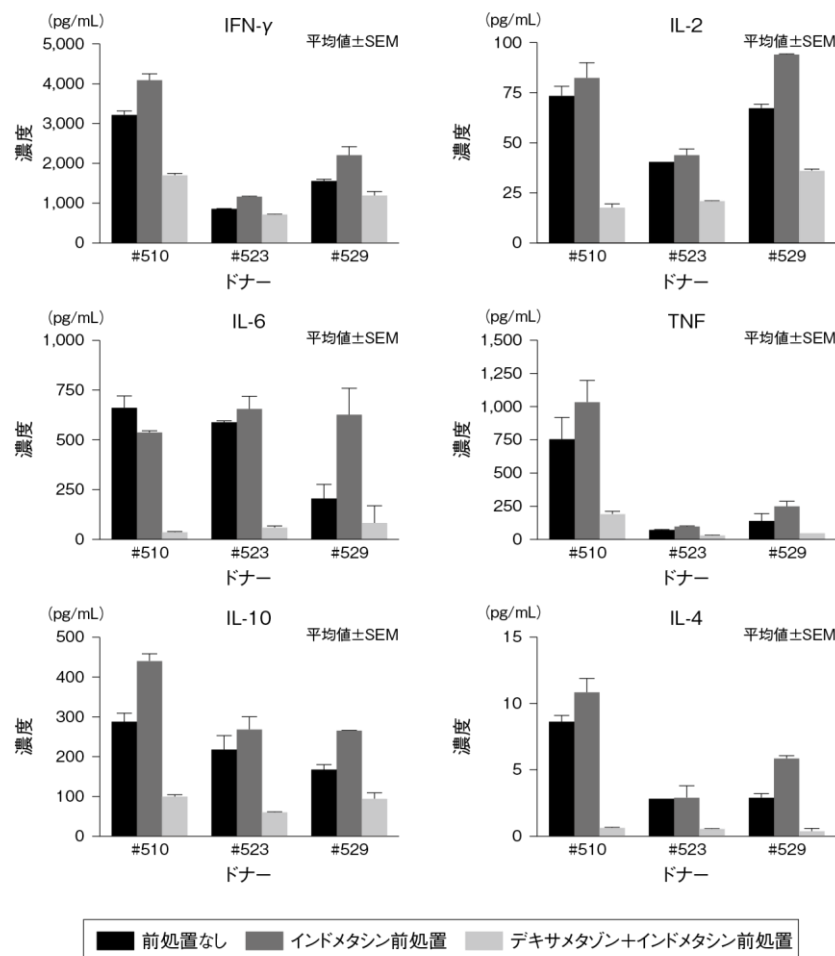 (pg/mL)
IFN-γ
平均値±SEM
5,000
4,000
3,000
2,000
1,000
0
濃度
#510 #523 #529
ドナー
(pg/mL)
IL-2
平均値±SEM
100
75
50
25
0
濃度
#510 #523 #529
ドナー
(pg/mL)
IL-6
平均値±SEM
1,000
750
500
250
0
濃度
#510 #523 #529
ドナー
(pg/mL)
TNF
平均値±SEM
1,500
1,250
1,000
750
500
250
0
濃度
#510 #523 #529
ドナー
(pg/mL)
IL-10
平均値±SEM
500
400
300
200
100
0
濃度
#510 #523 #529
ドナー
(pg/mL)
IL-4
平均値±SEM
15
10
5
0
濃度
#510 #523 #529
ドナー
前処置なし インドメタシン前処置 デキサメタゾン+インドメタシン前処置